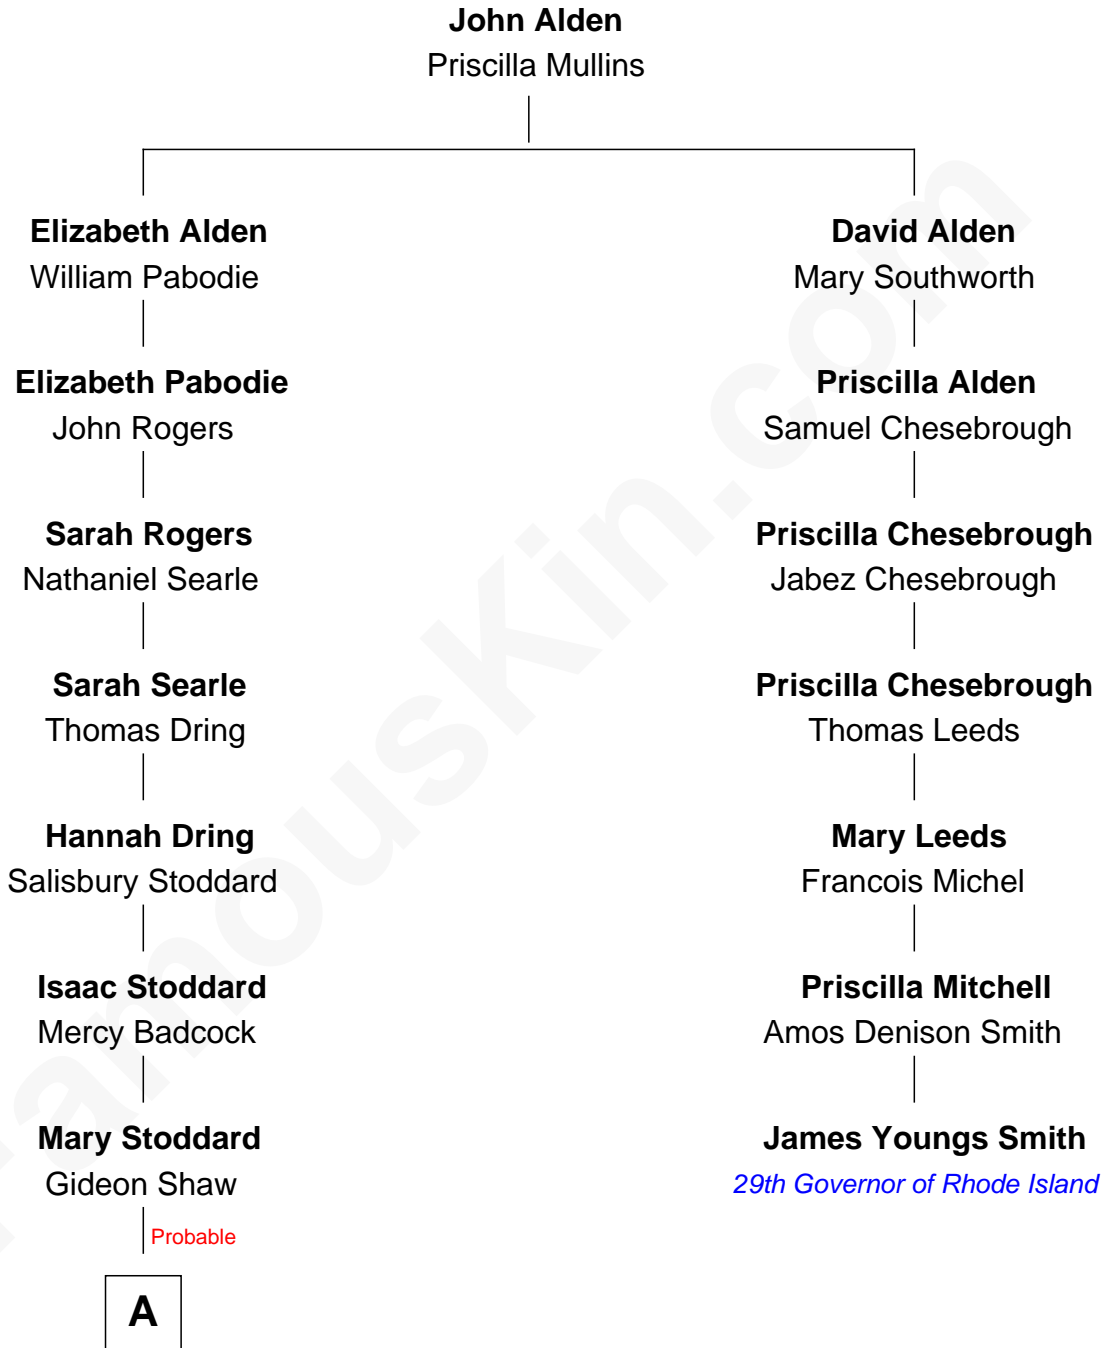 John Alden
Priscilla Mullins
Elizabeth Alden
William Pabodie
David Alden
Mary Southworth
Elizabeth Pabodie
John Rogers
Priscilla Alden
Samuel Chesebrough
Sarah Rogers
Nathaniel Searle
Priscilla Chesebrough
Jabez Chesebrough
Sarah Searle
Thomas Dring
Priscilla Chesebrough
Thomas Leeds
Hannah Dring
Salisbury Stoddard
Mary Leeds
Francois Michel
Isaac Stoddard
Mercy Badcock
Priscilla Mitchell
Amos Denison Smith
Mary Stoddard
Gideon Shaw
James Youngs Smith
29th Governor of Rhode Island
Probable
A
FamousKin.com